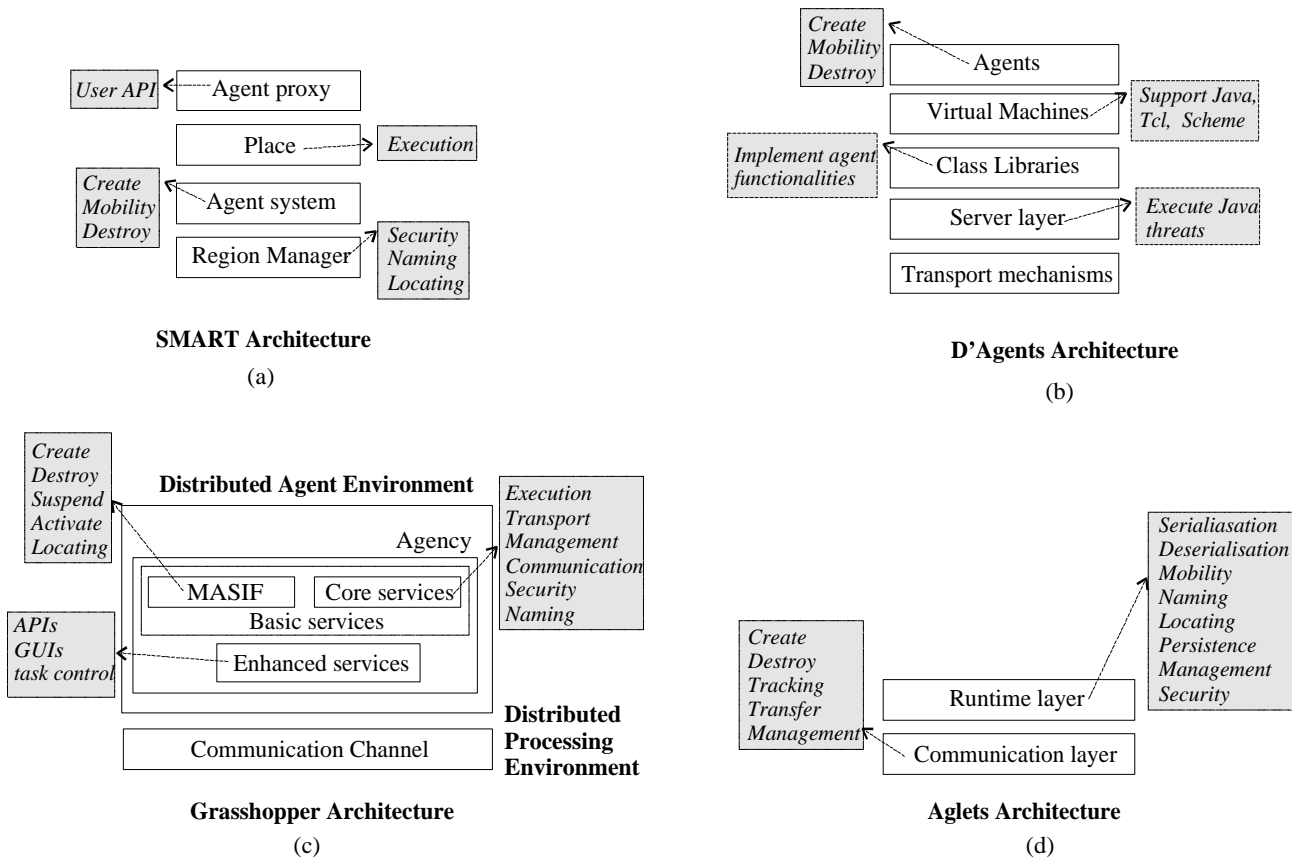 User API
Agent proxy
Place
Execution
Create
Mobility
Destroy
Agent system
Region Manager
Security
Naming
Locating
SMART Architecture
(a)
Create
Mobility
Destroy
Agents
Virtual Machines
Support Java,
Tcl, Scheme
Implement agent
functionalities
Class Libraries
Server layer
Execute Java
threats
Transport mechanisms
D'Agents Architecture
(b)
Create
Destroy
Suspend
Activate
Locating
Distributed Agent Environment
Execution
Transport
Management
Communication
Security
Naming
Agency
MASIF
Core services
Basic services
APIs
GUIs
task control
Enhanced services
Communication Channel
Distributed
Processing
Environment
Grasshopper Architecture
(c)
Serialiasation
Deserialisation
Mobility
Naming
Locating
Persistence
Management
Security
Create
Destroy
Tracking
Transfer
Management
Runtime layer
Communication layer
Aglets Architecture
(d)